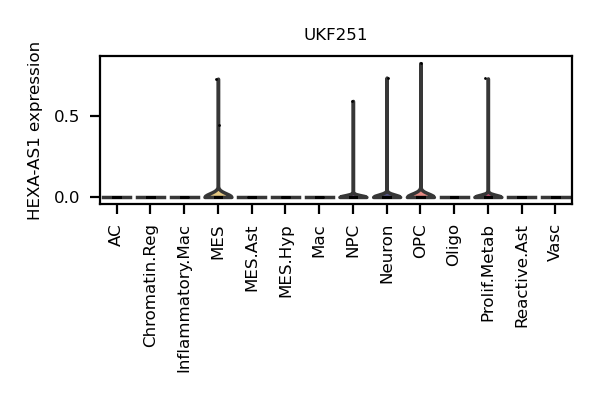 UKF251
HEXA-AS1 expression
0.5
0.0
AC
Chromatin.Reg
Inflammatory.Mac
MES
MES.Ast
MES.Hyp
Mac
NPC
Neuron
OPC
Oligo
Prolif.Metab
Reactive.Ast
Vasc